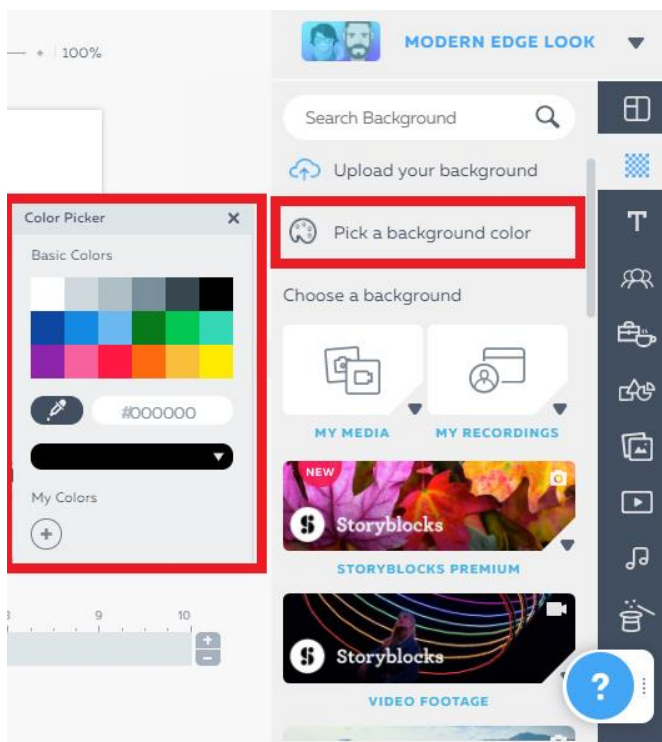 MODERN EDGE LOOK
+ 100%
Search Background
Upload your background
Color Picker
Pick a background color
Basic Colors
Choose a background
#000000
MY MEDIA
MY RECORDINGS
NEW
My Colors
Storyblocks
STORYBLOCKS PREMIUM
9
10
+
Storyblocks
?
VIDEO FOOTAGE